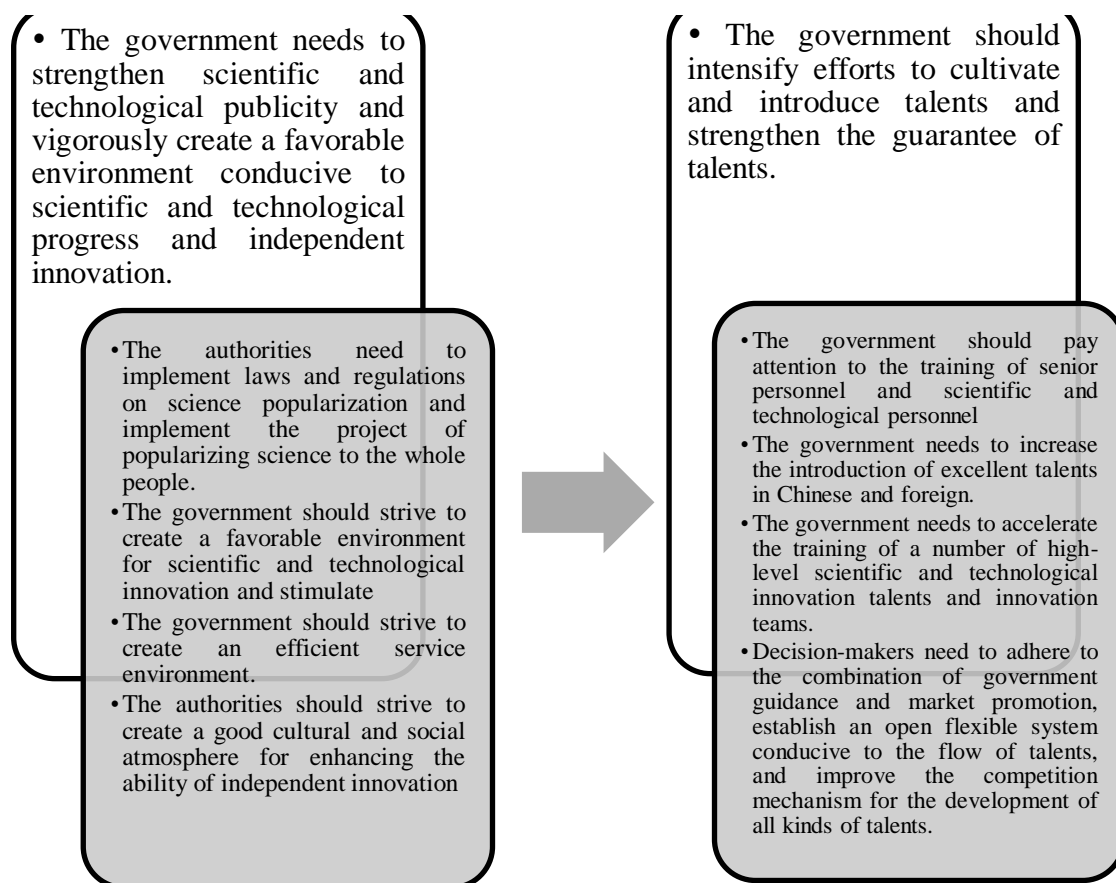 • The government needs to
strengthen scientific and
technological publicity and
vigorously create a favorable
environment conducive to
scientific and technological
progress and independent
innovation.
•The authorities need to
implement laws and regulations
on science popularization and
implement the project of
popularizing science to the whole
people.
•The government should strive to
create a favorable environment
for scientific and technological
innovation and stimulate
•The government should strive to
create an efficient service
environment.
•The authorities should strive to
create a good cultural and social
atmosphere for enhancing the
ability of independent innovation
• The government should
intensify efforts to cultivate
and introduce talents and
strengthen the guarantee of
talents.
•The government should pay
attention to the training of senior
personnel and scientific and
technological personnel
•The government needs to increase
the introduction of excellent talents
in Chinese and foreign.
•The government needs to accelerate
the training of a number of high-
level scientific and technological
innovation talents and innovation
teams.
•Decision-makers need to adhere to
the combination of government
guidance and market promotion,
establish an open flexible system
conducive to the flow of talents,
and improve the competition
mechanism for the development of
all kinds of talents.